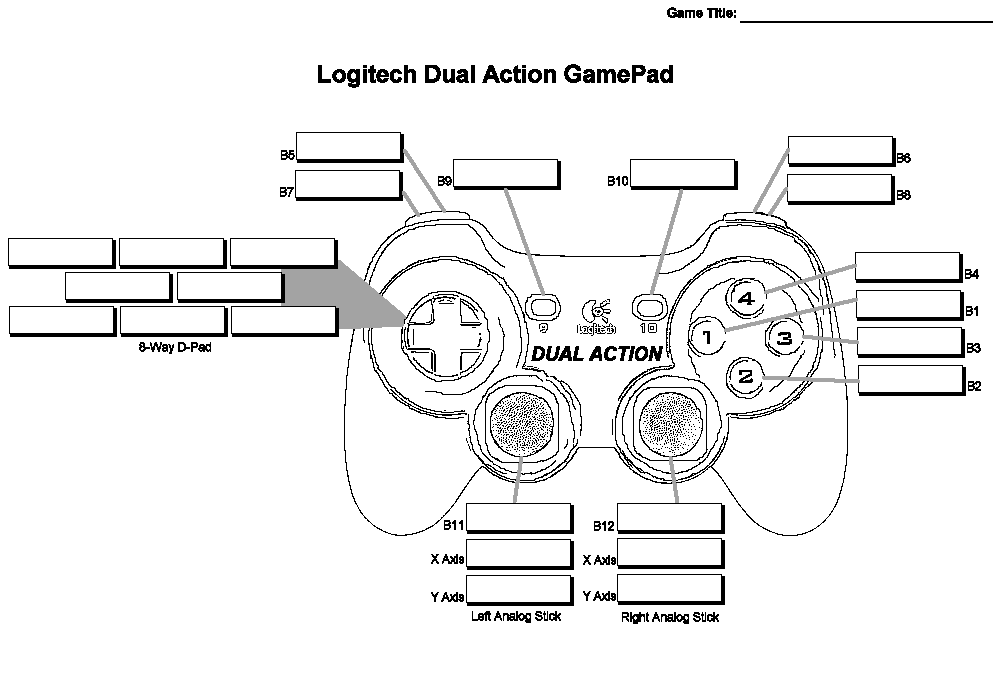 Game Title:
Logitech Dual Action GamePad
B5
B6
B9
B10
B7
B8
B4
4
B1
9
Logitech
10
1
3
B3
8-Way D-Pad
DUAL ACTION
2
B2
B11
B12
X Axis
X Axis
Y Axis
Y Axis
Left Analog Stick
Right Analog Stick